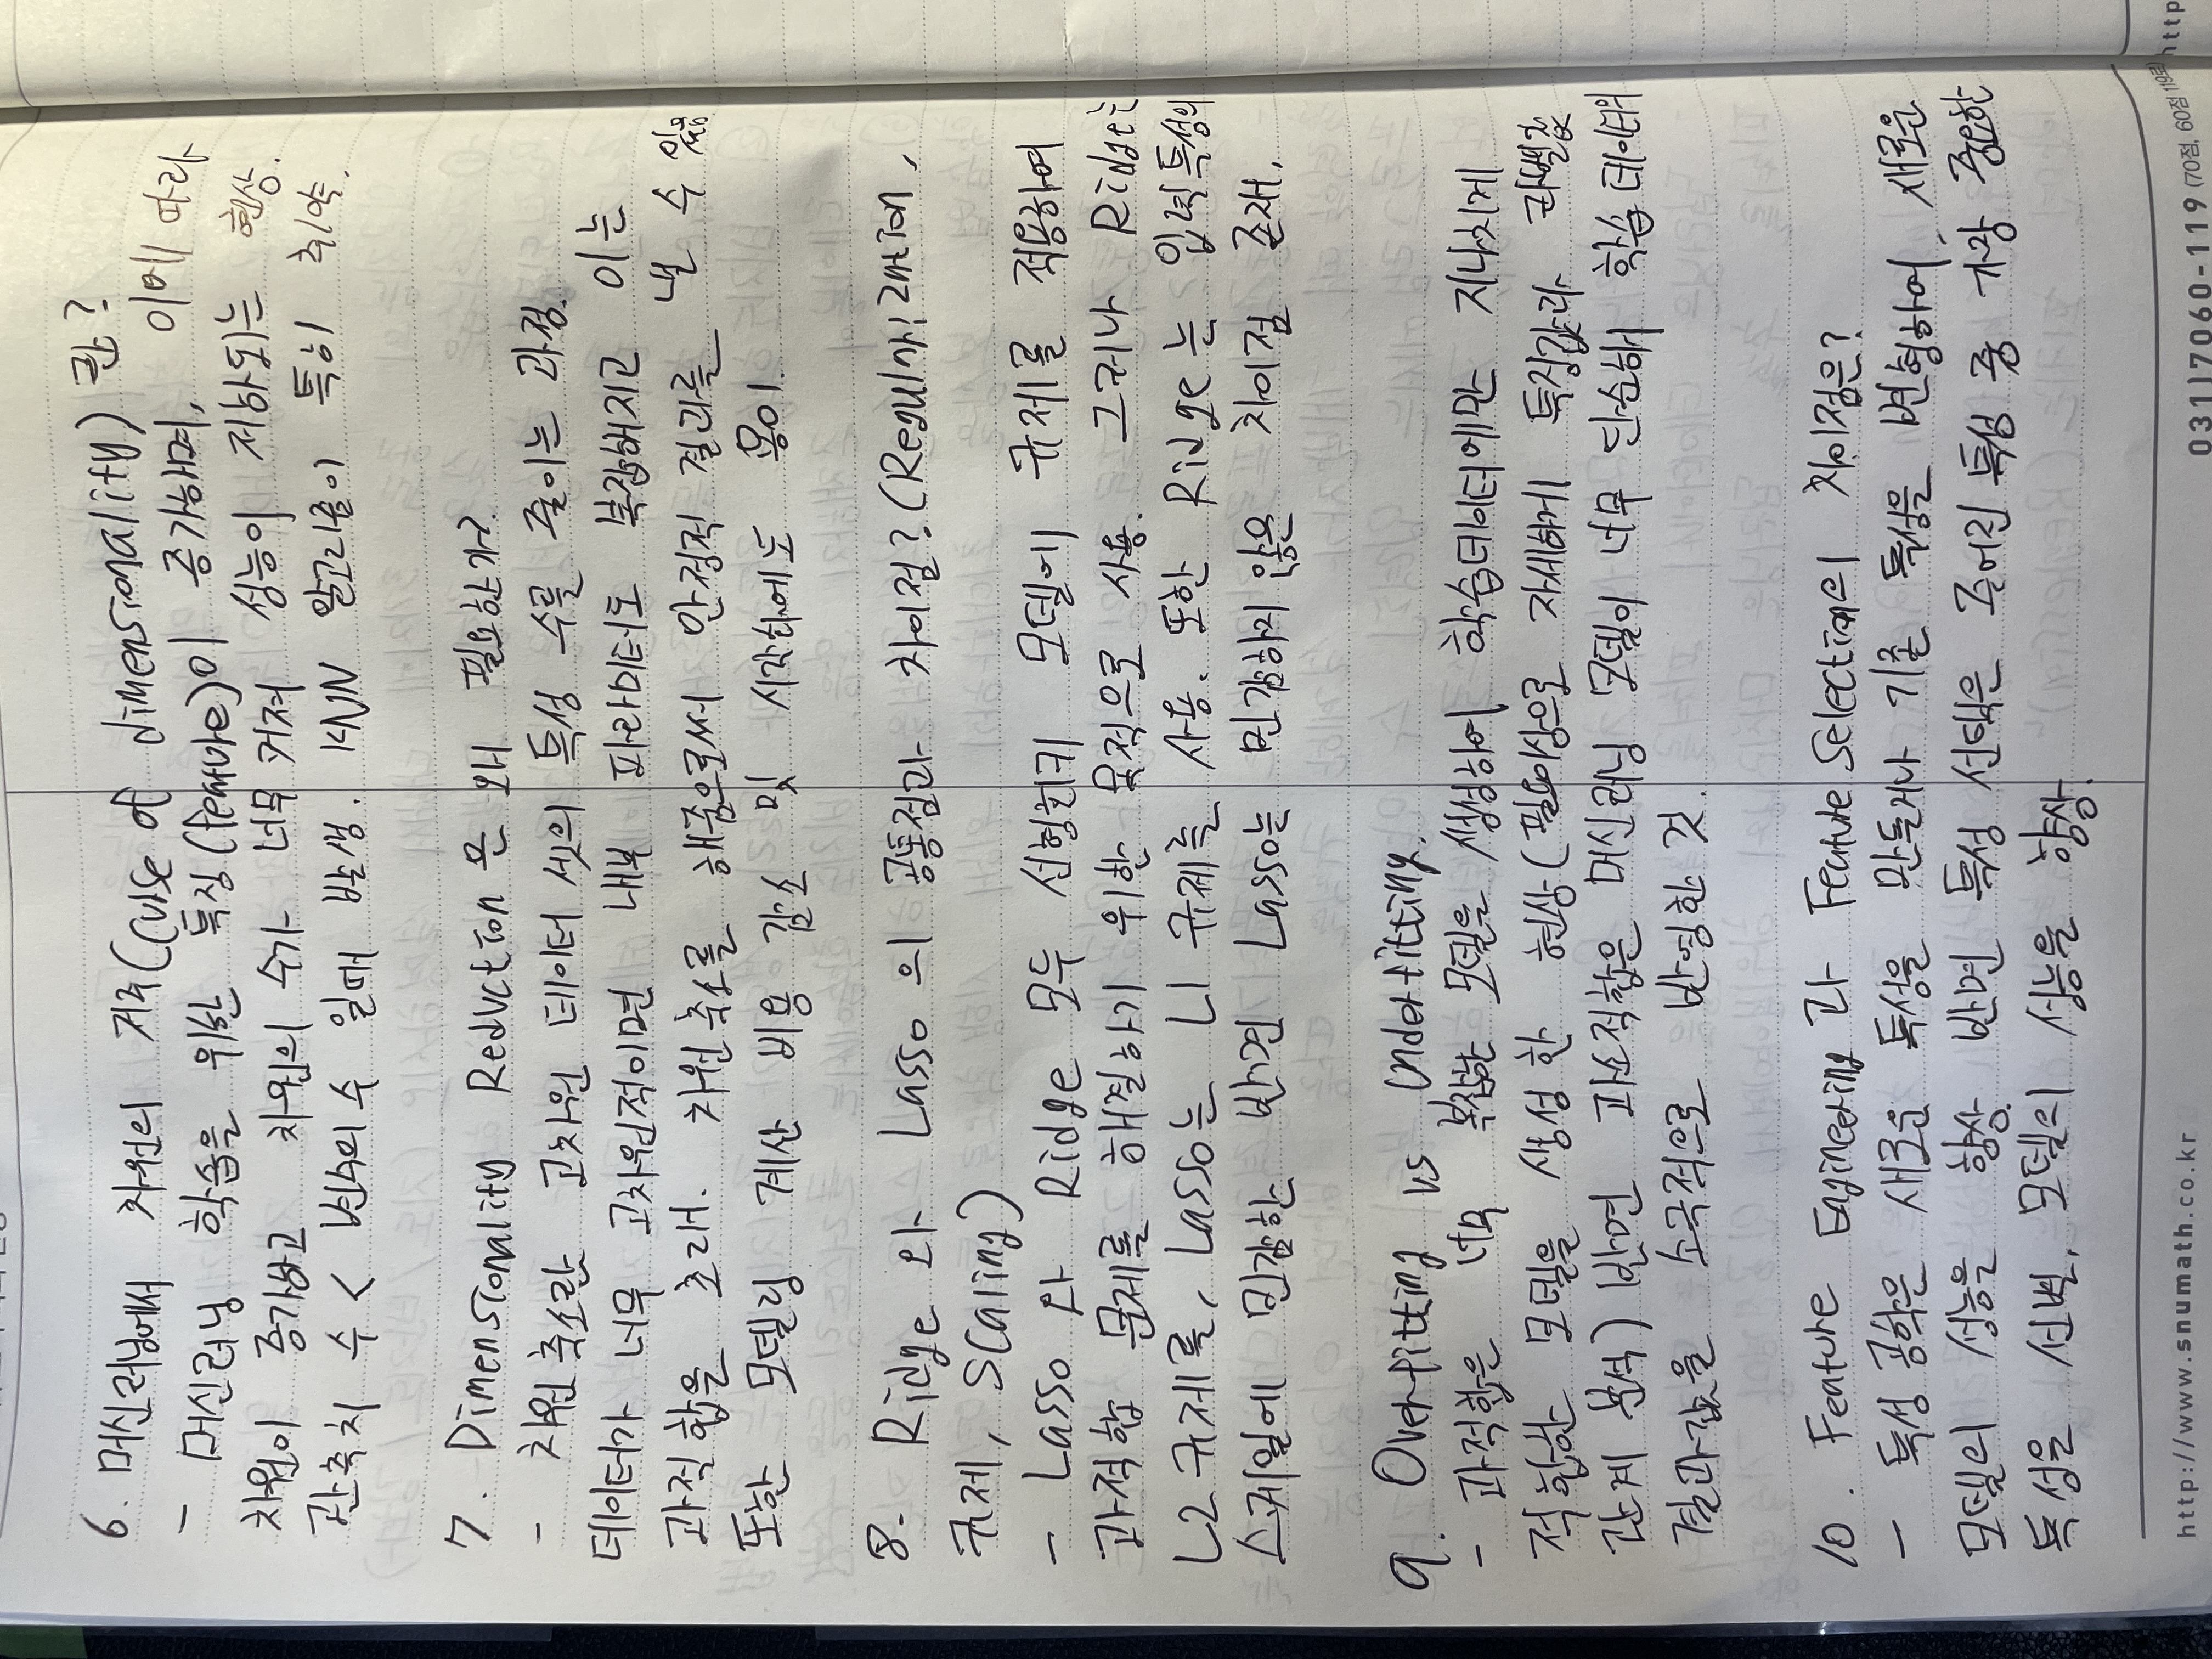 6. 머신러닝에서 차원의 저주(curse of dimensionality) 란?
- 머신러닝 학습을 위한 특징(feature)이 증가하며, 이에 따라
차원이 증가하고 차원의 수가 너무 커져 성능이 저하되는 현상.
관측치 수 < 변수의 수 일때 발생. KNN 알고리즘이 특히 취약.
7. Dimensionality Reduction 은 왜 필요한가?
- 차원 축소란 고차원 데이터 셋의 특성 수를 줄이는 과정.
데이터가 너무 고차원적이면 내부 파라미터도 복잡해지고 이는
과적합을 초래. 차원 축소를 해줌으로써 안정적 결과를 낼 수 있음
또한 모델링 계산 비용 감소 및 시각화에도 용이.
8. Ridge 와 Lasso 의 공통점과 차이점? (Regularization,
규제, Scaling)
- Lasso 와 Ridge 모두 선형회귀 모델에 규제를 적용하여
과적합 문제를 해결하기 위한 목적으로 사용. 그러나 Ridge는
L2 규제를, Lasso는 L1 규제를 사용. 또한 Ridge는 입력 특성의
스케일에 민감한 반면 Lasso는 민감하지 않은 차이점 존재.
9. Overfitting vs Underfitting.
- 과적합은 너무 복잡한 모델을 생성하여 학습데이터에만 지나치게
적합한 모델을 생성한 현상 (필요이상으로 자세하게 특징값과 라벨값
관계 분석) 반면 과소적합은 머신러닝 모델이 너무 단순해 학습 데이터의
결과값을 소극적으로 반영한 것.
10. Feature Engineering 과 Feature Selection의 차이점은?
- 특성 공학은 새로운 특성을 만들거나 기존 특성을 변형하여, 새로운
모델의 성능을 향상. 반면 특성 선택은 주어진 특성 중 가장 중요한
특성을 선별, 모델의 성능을 향상.
http://www.snumath.co.kr
031)7060-119 (70점, 60점 119로)
http